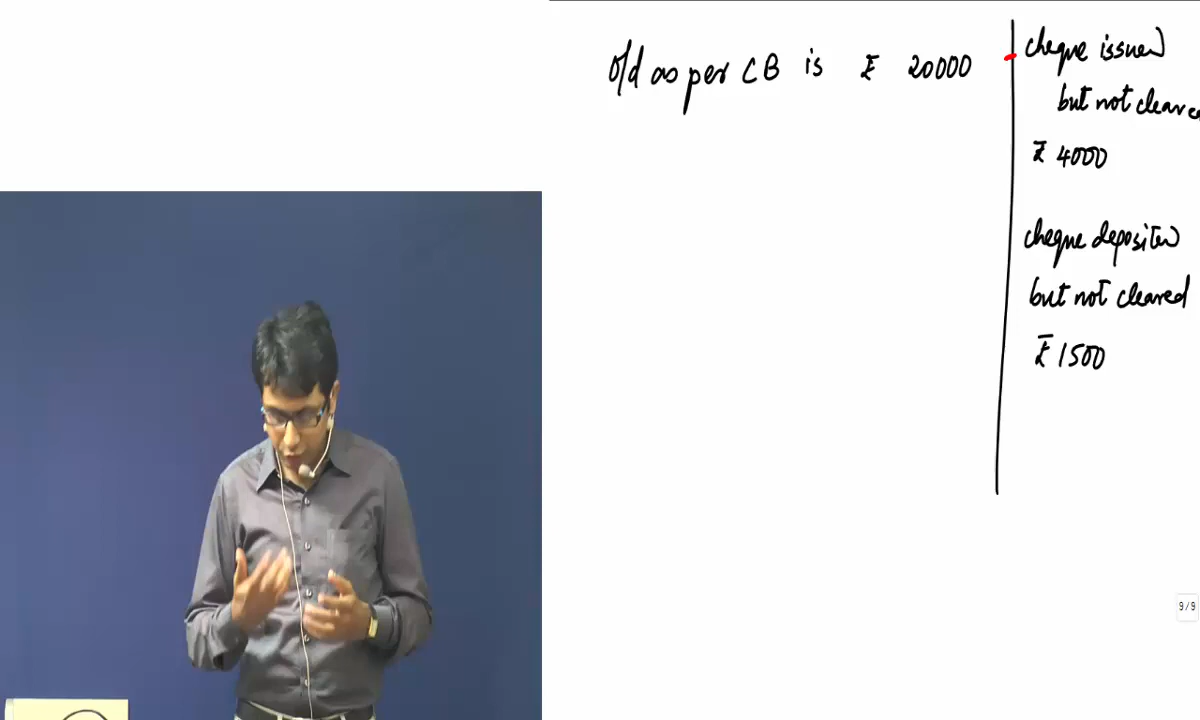 o/d as per CB is ₹ 20000
cheque issued
but not cleared
₹ 4000
cheque deposited
but not cleared
₹ 1500
9/9